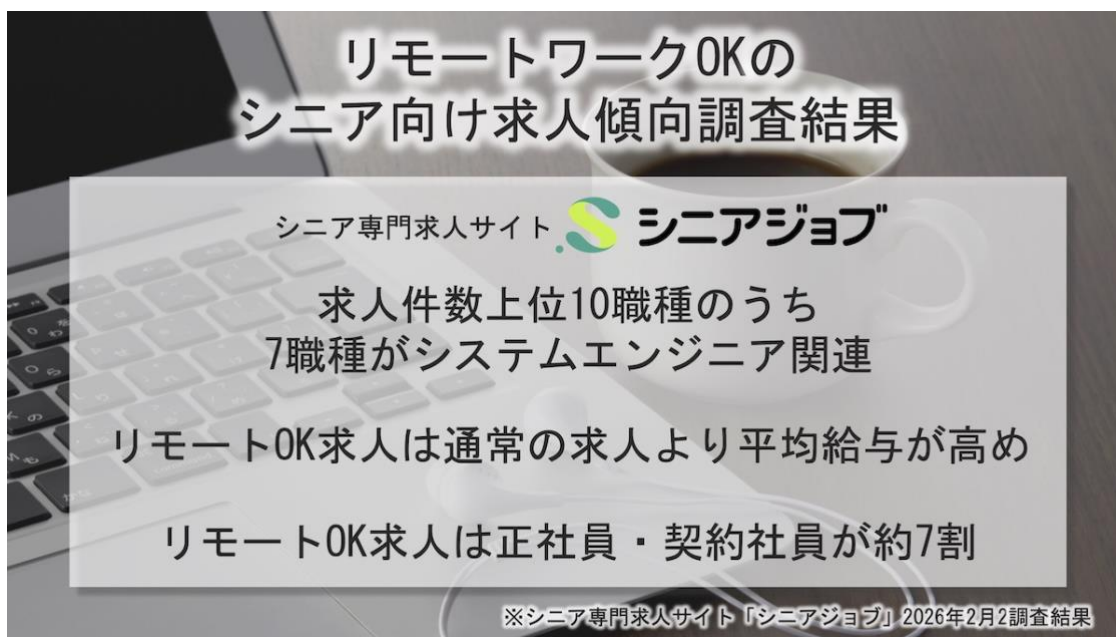 リモートワークOKの
シニア向け求人傾向調査結果
シニア専門求人サイト シニアジョブ
求人件数上位10職種のうち
7職種がシステムエンジニア関連
リモートOK求人は通常の求人より平均給与が高め
リモートOK求人は正社員・契約社員が約7割
※シニア専門求人サイト「シニアジョブ」2026年2月2調査結果